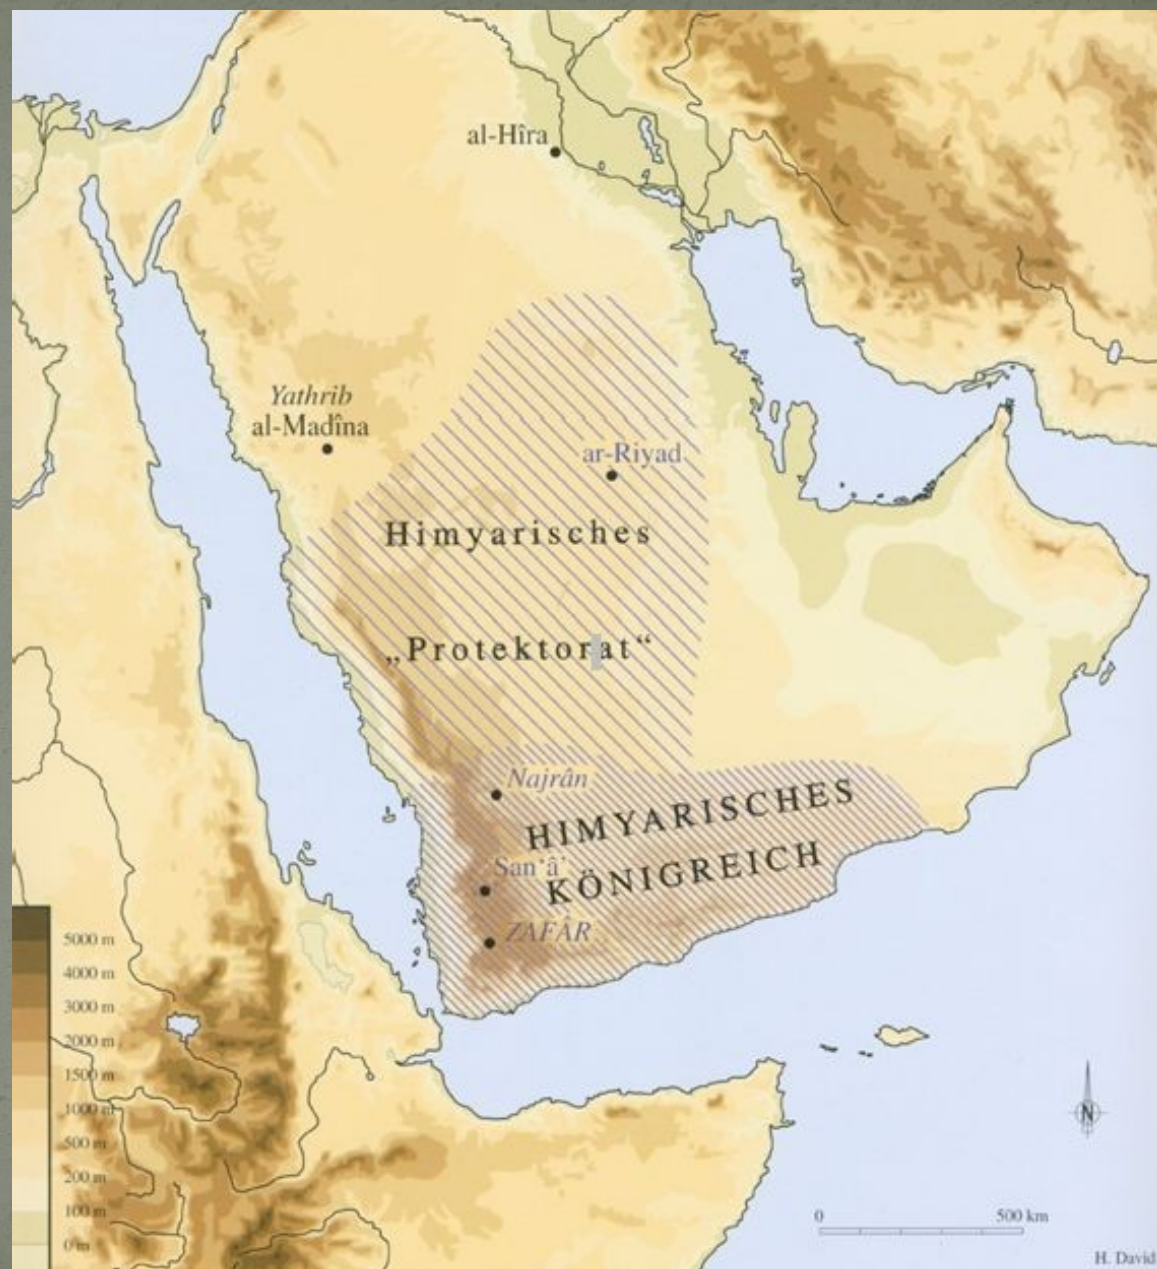 al-Hîra
Yathrib
al-Madîna
ar-Riyad
Himyarisches
„Protektorat“
Najrân
HIMYARISCHES
KÖNIGREICH
San‘â’
ZAFÂR
5000 m
4000 m
3000 m
2000 m
1500 m
1000 m
500 m
200 m
100 m
0 m
N
0 500 km
H. David